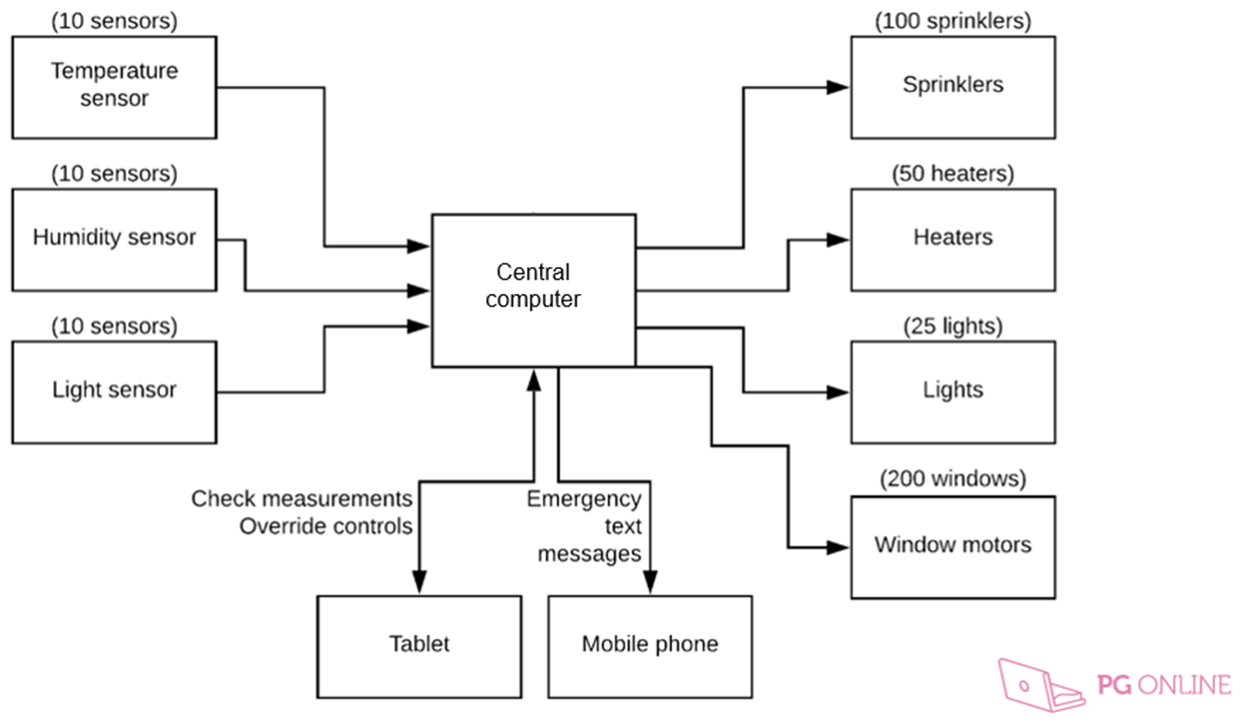 (10 sensors)
Temperature
sensor
(10 sensors)
Humidity sensor
(10 sensors)
Light sensor
Central
computer
(100 sprinklers)
Sprinklers
(50 heaters)
Heaters
(25 lights)
Lights
(200 windows)
Window motors
Check measurements
Override controls
Emergency
text
messages
Tablet
Mobile phone
PG ONLINE